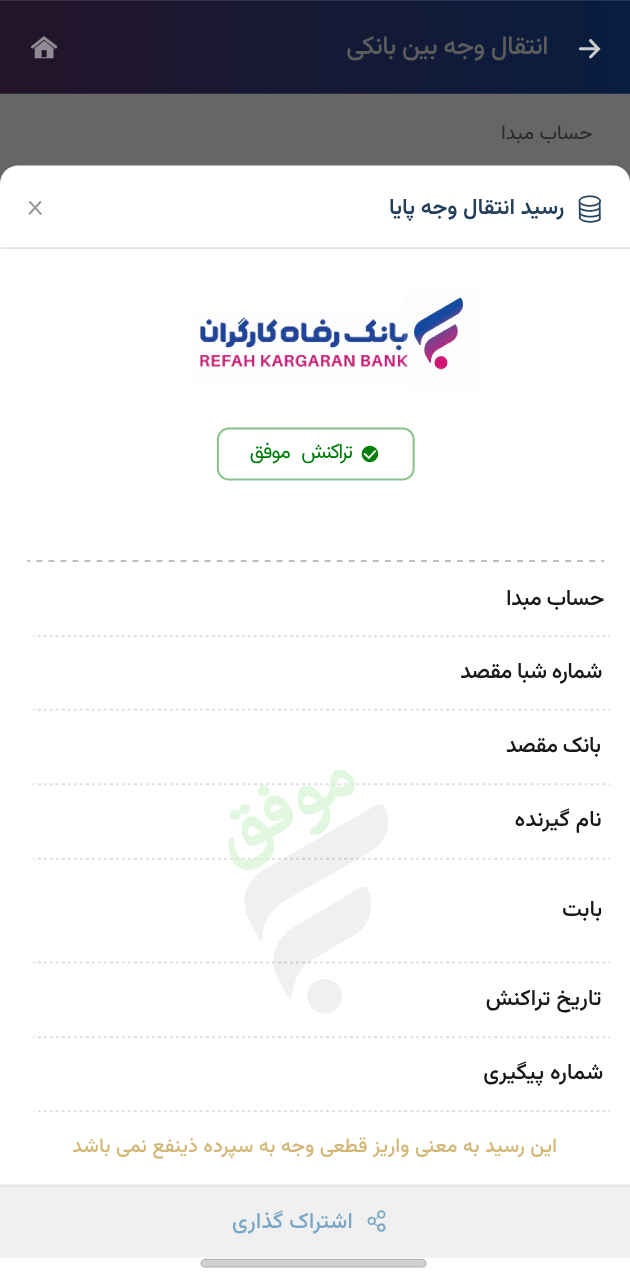 انتقال وجه بین بانکی
حساب مبدا
رسید انتقال وجه پایا
بانک رفاه کارگران
REFAH KARGARAN BANK
تراکنش موفق
حساب مبدا
شماره شبا مقصد
بانک مقصد
موفق
نام گیرنده
بابت
تاریخ تراکنش
شماره پیگیری
این رسید به معنی واریز قطعی وجه به سپرده ذینفع نمی باشد
اشتراک گذاری